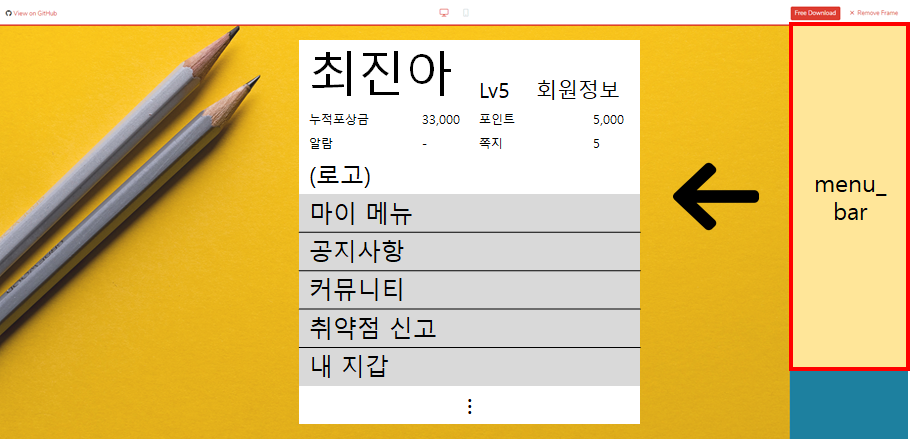 View on GitHub
Free Download
× Remove Frame
최진아 Lv5 회원정보
누적포상금 33,000 포인트 5,000
알람 - 쪽지 5
(로고)
마이 메뉴
공지사항
커뮤니티
취약점 신고
내 지갑
⋮
menu_
bar